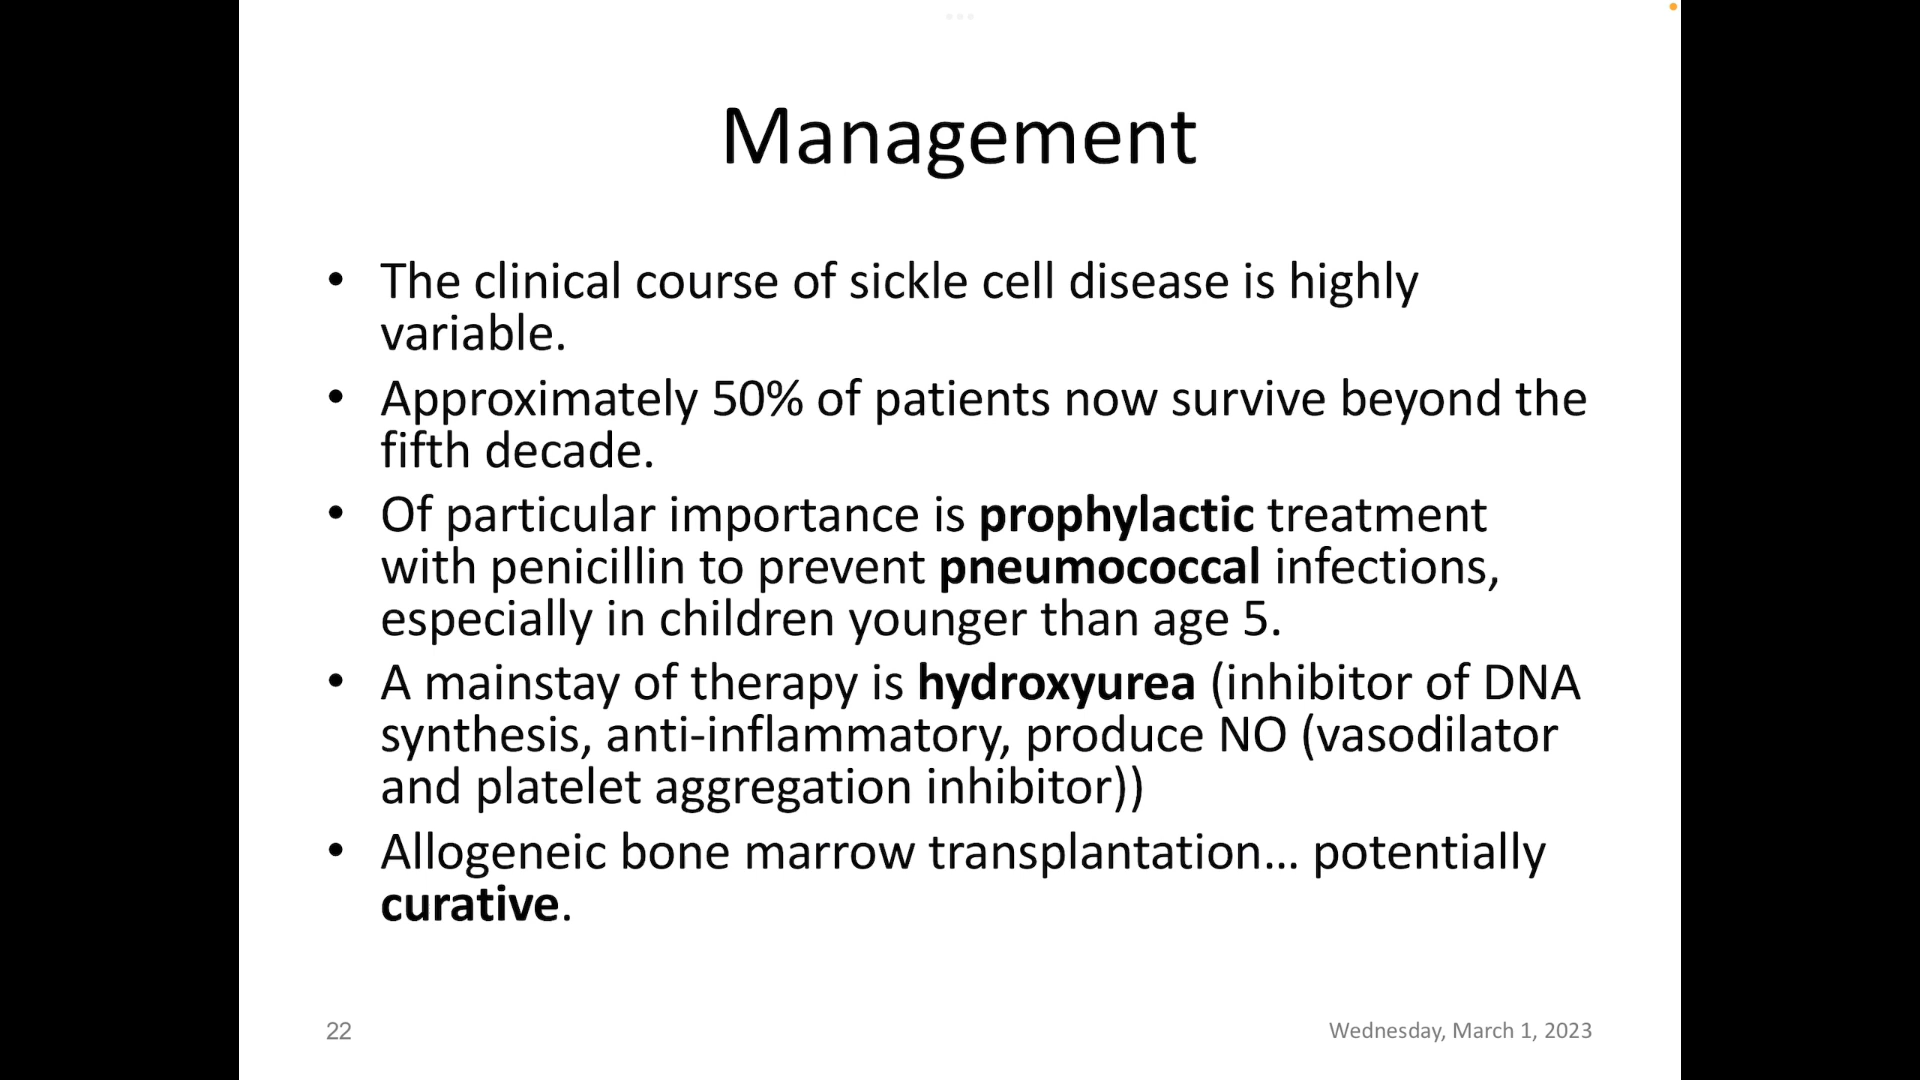 Management
• The clinical course of sickle cell disease is highly
variable.
• Approximately 50% of patients now survive beyond the
fifth decade.
• Of particular importance is prophylactic treatment
with penicillin to prevent pneumococcal infections,
especially in children younger than age 5.
• A mainstay of therapy is hydroxyurea (inhibitor of DNA
synthesis, anti-inflammatory, produce NO (vasodilator
and platelet aggregation inhibitor))
• Allogeneic bone marrow transplantation... potentially
curative.
22
Wednesday, March 1, 2023